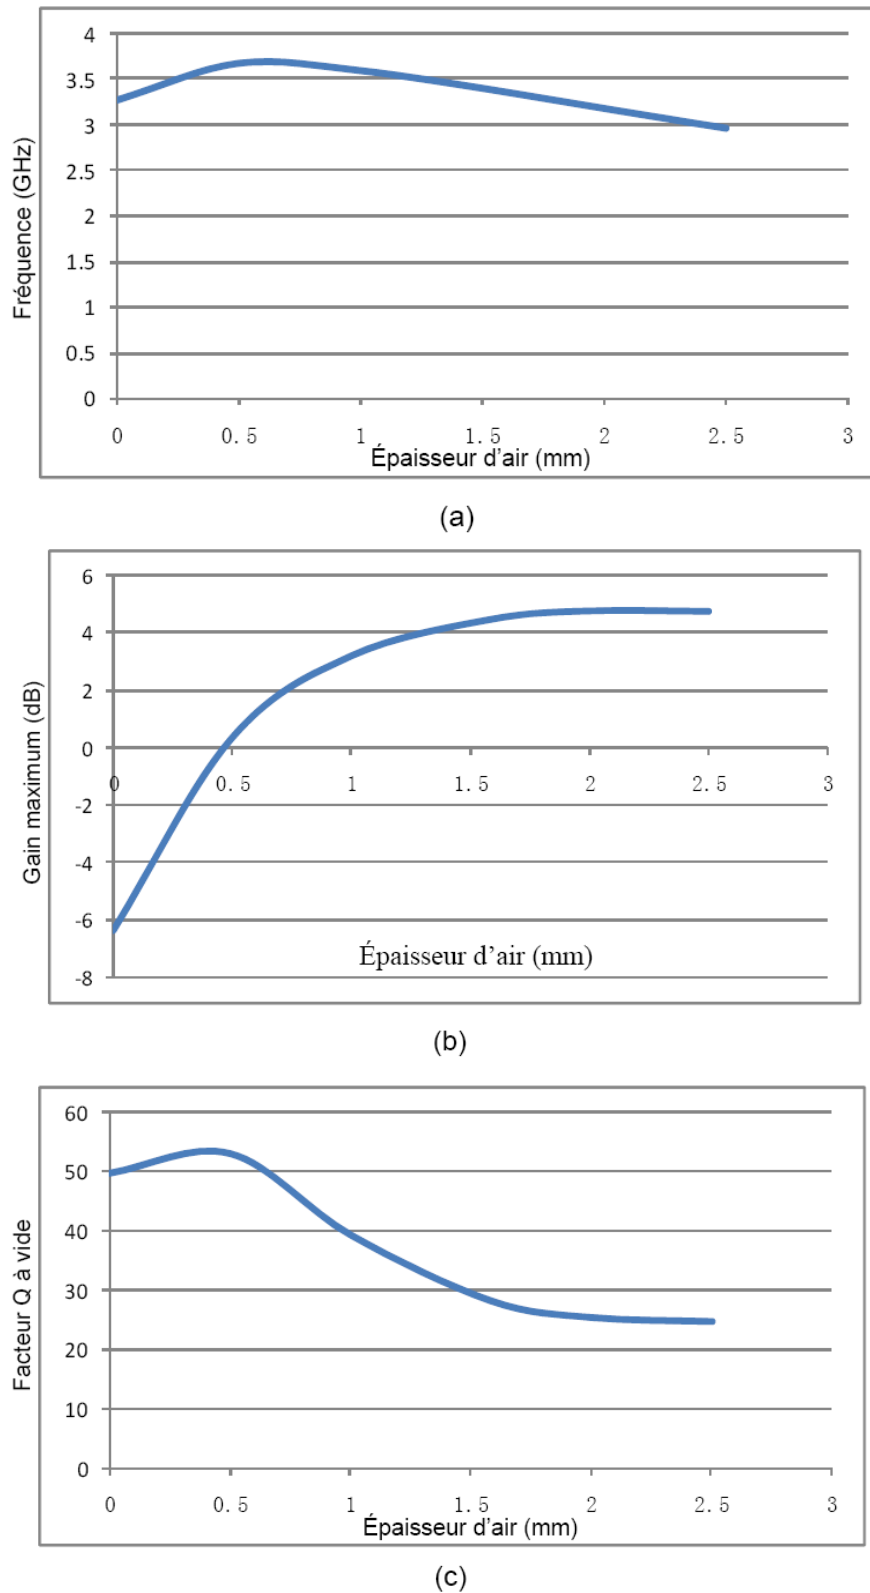 4
3.5
3
2.5
2
1.5
1
0.5
0
Fréquence (GHz)
0 0.5 1 1.5 2 2.5 3
Épaisseur d’air (mm)
(a)
6
4
2
0
-2
-4
-6
-8
Gain maximum (dB)
0 0.5 1 1.5 2 2.5 3
Épaisseur d’air (mm)
(b)
60
50
40
30
20
10
0
Facteur Q à vide
0 0.5 1 1.5 2 2.5 3
Épaisseur d’air (mm)
(c)